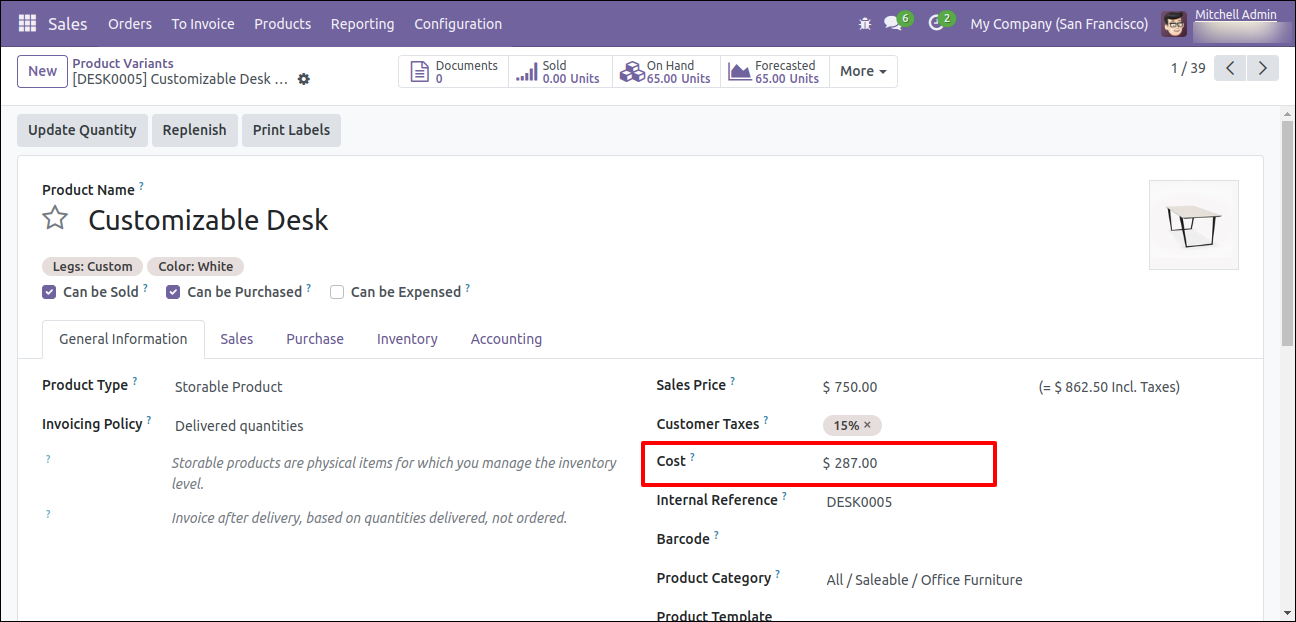 Sales Orders To Invoice Products Reporting Configuration 6 2 My Company (San Francisco) Mitchell Admin
New Product Variants
[DESK0005] Customizable Desk ...
Documents 0
Sold 0.00 Units
On Hand 65.00 Units
Forecasted 65.00 Units
More
1 / 39
Update Quantity Replenish Print Labels
Product Name ?
Customizable Desk
Legs: Custom Color: White
Can be Sold ? Can be Purchased ? Can be Expensed ?
General Information Sales Purchase Inventory Accounting
Product Type ? Storable Product
Invoicing Policy ? Delivered quantities
? Storable products are physical items for which you manage the inventory
level.
? Invoice after delivery, based on quantities delivered, not ordered.
Sales Price ? $ 750.00 (= $ 862.50 Incl. Taxes)
Customer Taxes ? 15% ×
Cost ? $ 287.00
Internal Reference ? DESK0005
Barcode ?
Product Category ? All / Saleable / Office Furniture
Product Template